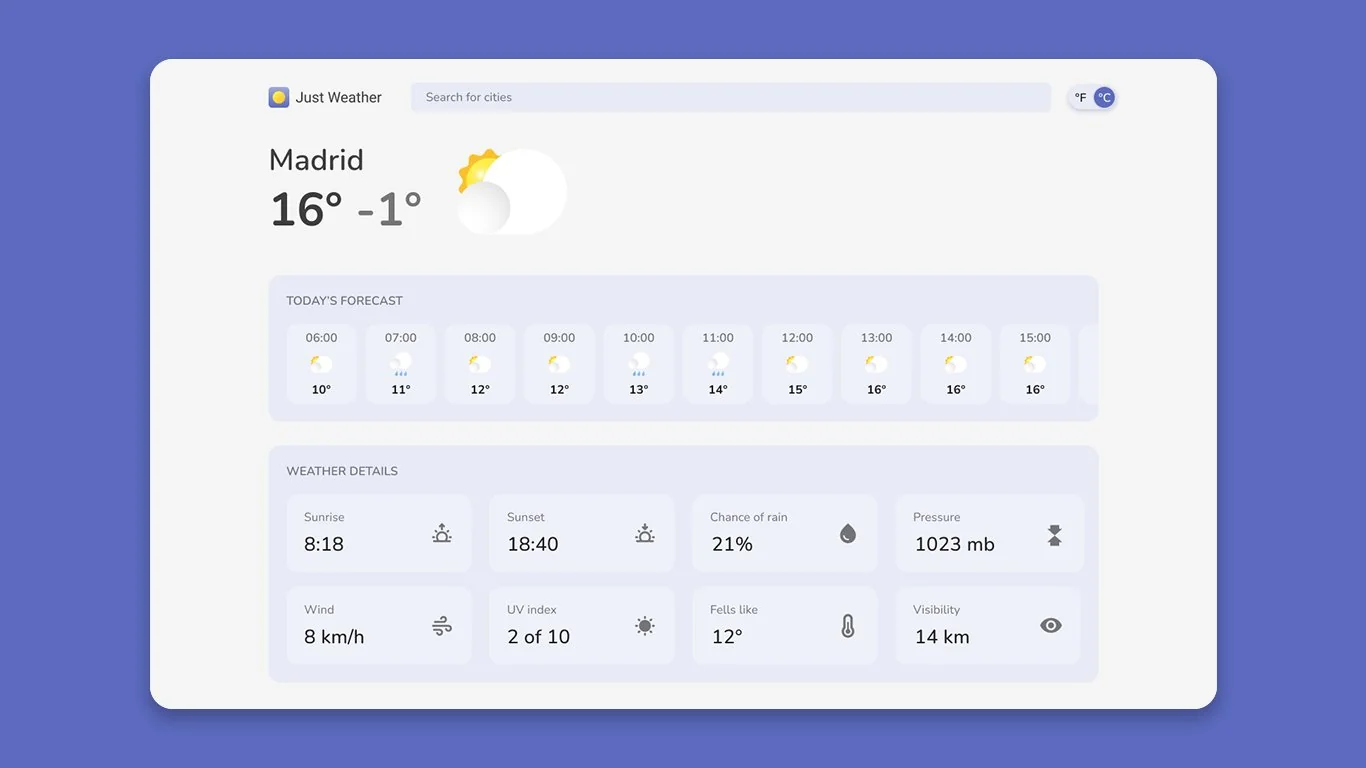 Just Weather
Search for cities
°F °C
Madrid
16° -1°
TODAY'S FORECAST
06:00 07:00 08:00 09:00 10:00 11:00 12:00 13:00 14:00 15:00
10° 11° 12° 12° 13° 14° 15° 16° 16° 16°
WEATHER DETAILS
Sunrise Sunset Chance of rain Pressure
8:18 18:40 21% 1023 mb
Wind UV index Fells like Visibility
8 km/h 2 of 10 12° 14 km